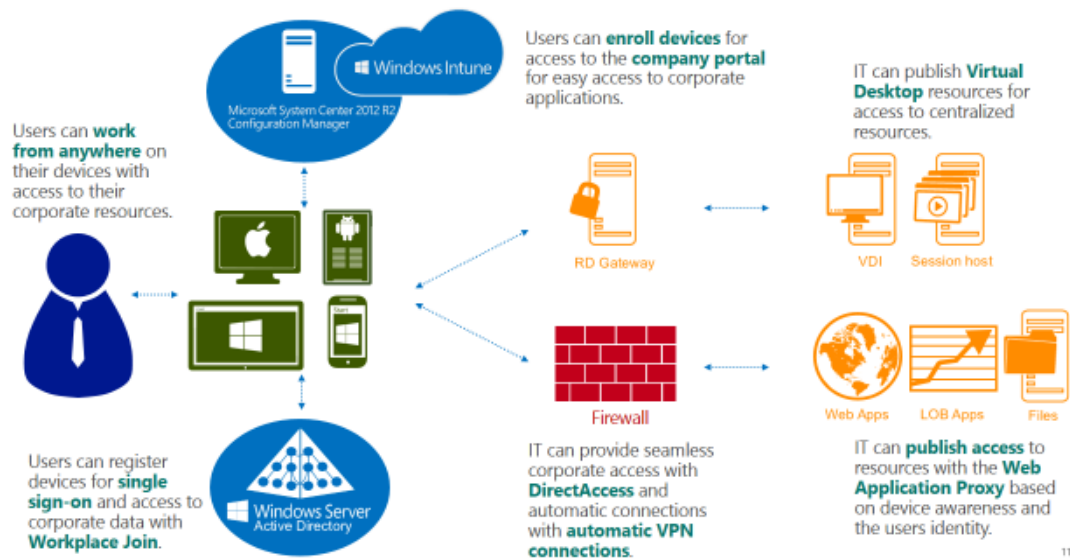 Users can work
from anywhere on
their devices with
access to their
corporate resources.
Windows Intune
Microsoft System Center 2012 R2
Configuration Manager
Users can enroll devices for
access to the company portal
for easy access to corporate
applications.
IT can publish Virtual
Desktop resources for
access to centralized
resources.
Start
RD Gateway
VDI
Session host
Firewall
Web Apps
LOB Apps
Files
Users can register
devices for single
sign-on and access to
corporate data with
Workplace Join.
Windows Server
Active Directory
IT can provide seamless
corporate access with
DirectAccess and
automatic connections
with automatic VPN
connections.
IT can publish access to
resources with the Web
Application Proxy based
on device awareness and
the users identity.
11